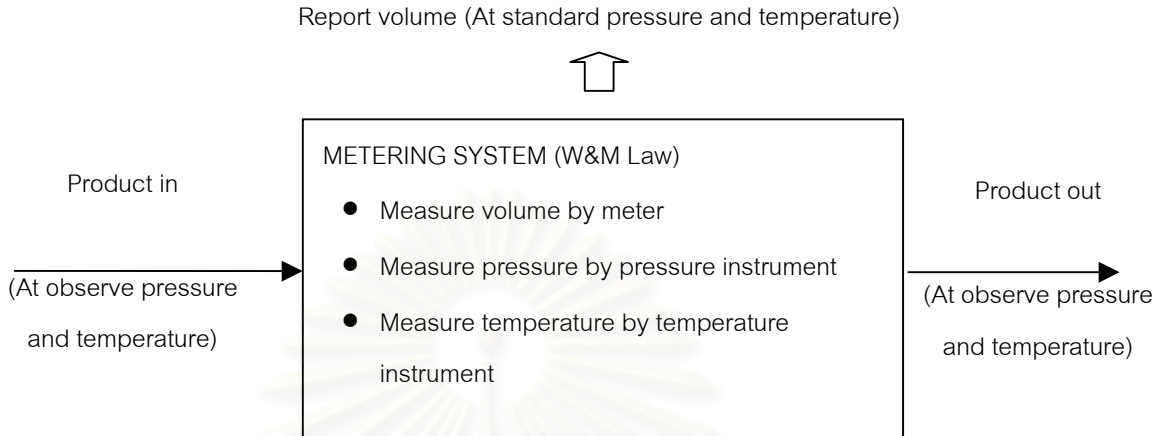 Report volume (At standard pressure and temperature)
METERING SYSTEM (W&M Law)
Product in
Product out
● Measure volume by meter
● Measure pressure by pressure instrument
(At observe pressure
and temperature)
(At observe pressure
and temperature)
● Measure temperature by temperature
instrument